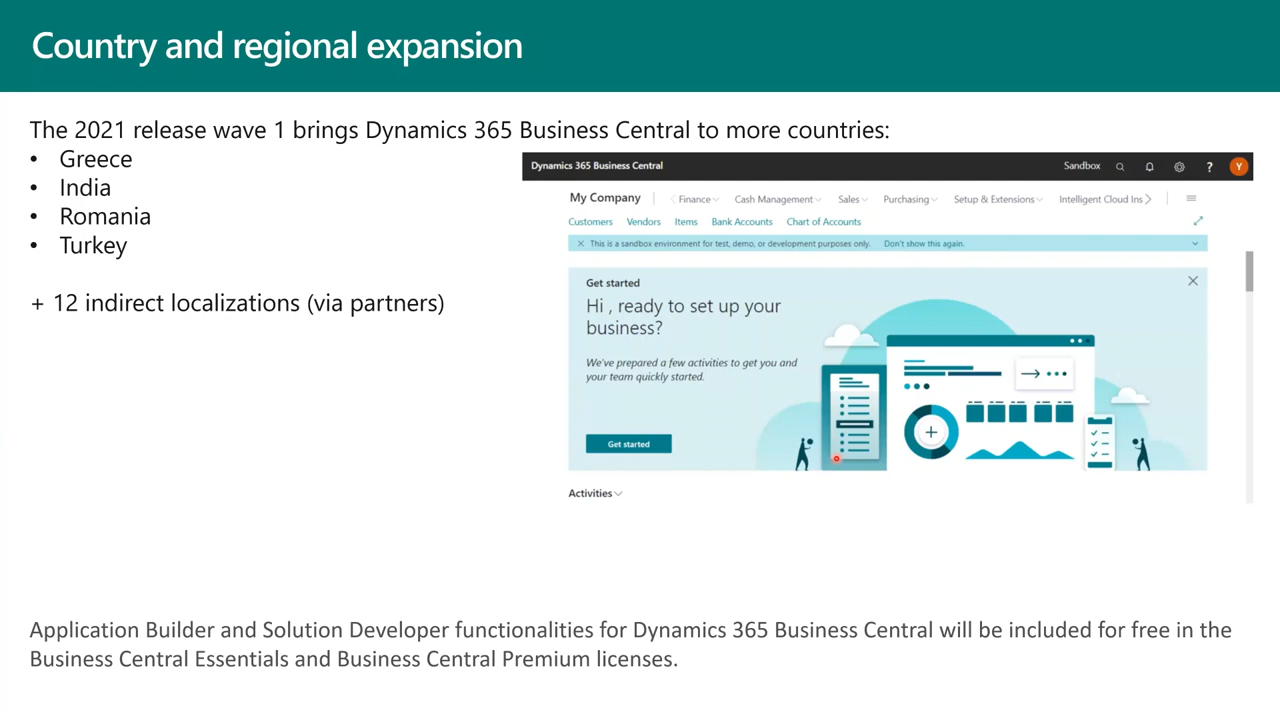 Country and regional expansion
The 2021 release wave 1 brings Dynamics 365 Business Central to more countries:
• Greece
• India
• Romania
• Turkey
+ 12 indirect localizations (via partners)
Dynamics 365 Business Central
Sandbox
?
Y
My Company
Finance
Cash Management
Sales
Purchasing
Setup & Extensions
Intelligent Cloud Ins
Customers
Vendors
Items
Bank Accounts
Chart of Accounts
This is a sandbox environment for test, demo, or development purposes only.
Don't show this again.
Get started
Hi , ready to set up your
business?
We've prepared a few activities to get you and
your team quickly started.
Get started
Activities
Application Builder and Solution Developer functionalities for Dynamics 365 Business Central will be included for free in the
Business Central Essentials and Business Central Premium licenses.